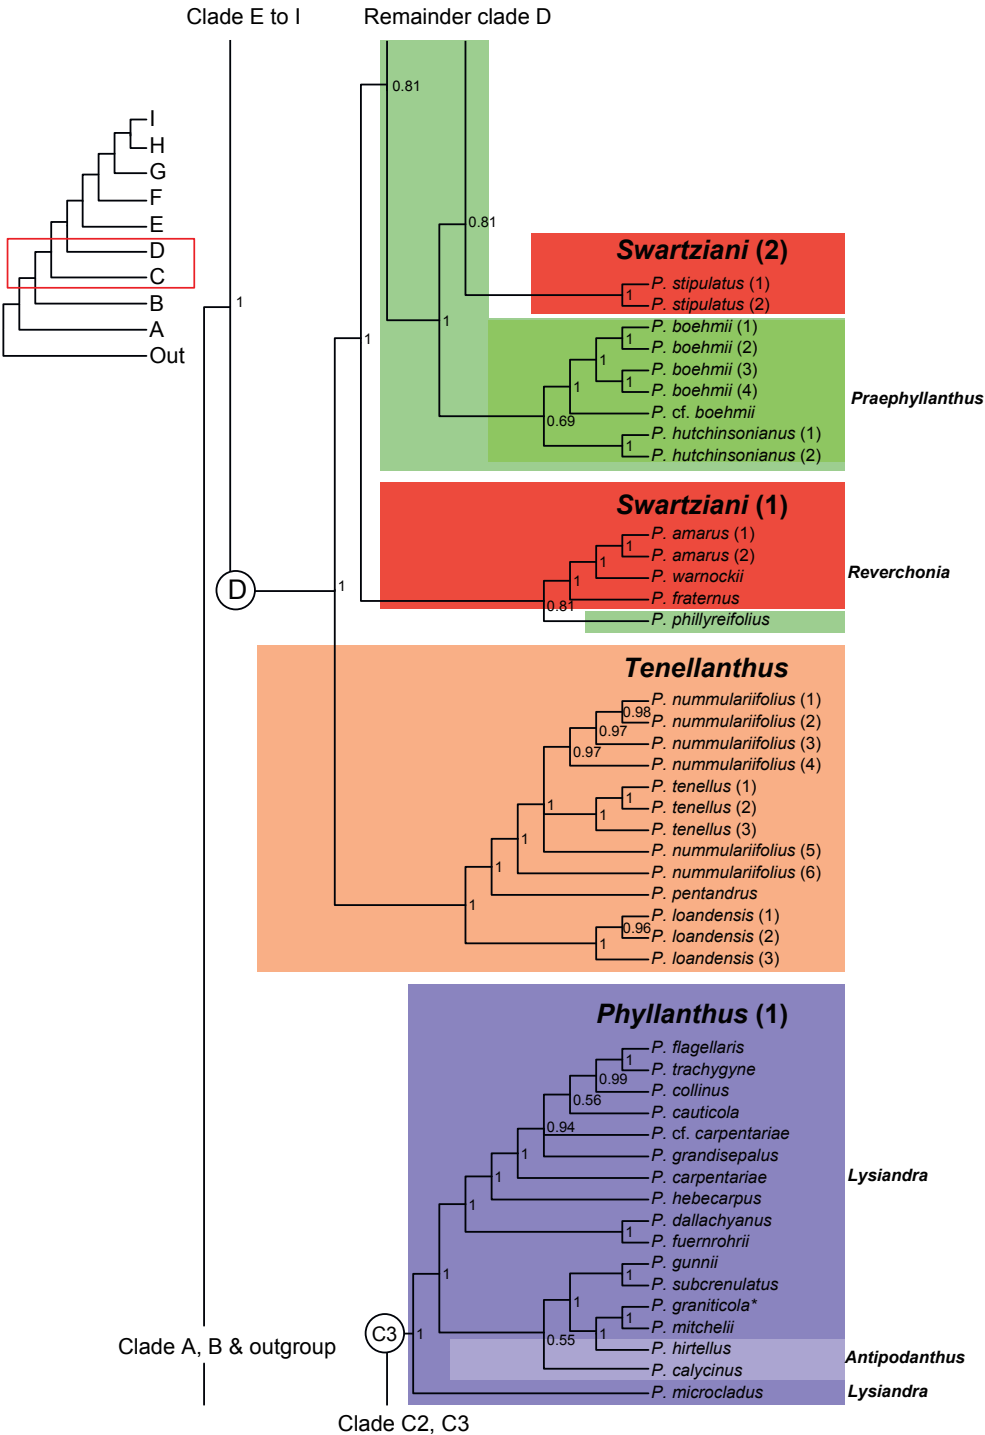 Clade E to I
Remainder clade D
I
H
G
F
E
D
C
B
A
Out
1
0.81
0.81
Swartziani (2)
P. stipulatus (1)
1
P. stipulatus (2)
1
P. boehmii (1)
1
P. boehmii (2)
1
P. boehmii (3)
1
P. boehmii (4)
1
P. cf. boehmii
0.69
P. hutchinsonianus (1)
1
P. hutchinsonianus (2)
Praephyllanthus
1
Swartziani (1)
P. amarus (1)
1
P. amarus (2)
1
P. warnockii
1
P. fraternus
0.81
P. phillyreifolius
Reverchonia
D
1
Tenellanthus
P. nummulariifolius (1)
0.98
P. nummulariifolius (2)
0.97
P. nummulariifolius (3)
0.97
P. nummulariifolius (4)
P. tenellus (1)
1
P. tenellus (2)
1
1
P. tenellus (3)
P. nummulariifolius (5)
1
P. nummulariifolius (6)
1
P. pentandrus
1
P. loandensis (1)
0.96
P. loandensis (2)
1
P. loandensis (3)
Phyllanthus (1)
P. flagellaris
1
P. trachygyne
0.99
P. collinus
0.56
P. cauticola
0.94
P. cf. carpentariae
1
P. grandisepalus
1
P. carpentariae
Lysiandra
P. hebecarpus
1
P. dallachyanus
1
P. fuernrohrii
P. gunnii
1
1
P. subcrenulatus
1
P. graniticola*
1
P. mitchelii
1
0.55
P. hirtellus
P. calycinus
Antipodanthus
C3
1
P. microcladus
Lysiandra
Clade A, B & outgroup
Clade C2, C3